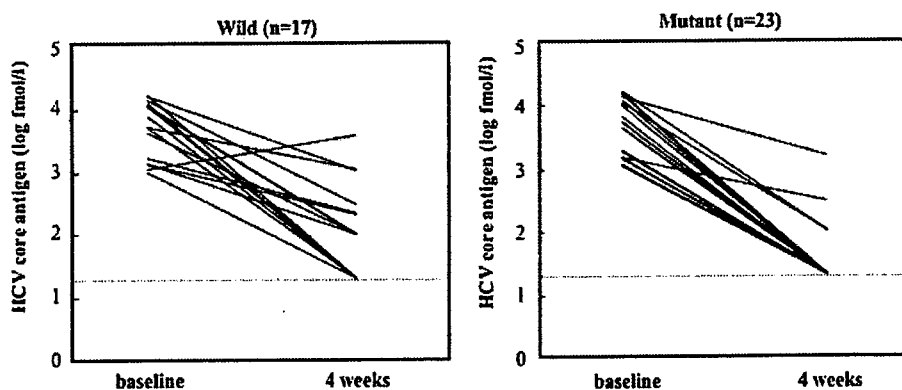 Wild (n=17)
HCV core antigen (log fmol/l)
5
4
3
2
1
0
baseline 4 weeks
Mutant (n=23)
HCV core antigen (log fmol/l)
5
4
3
2
1
0
baseline 4 weeks